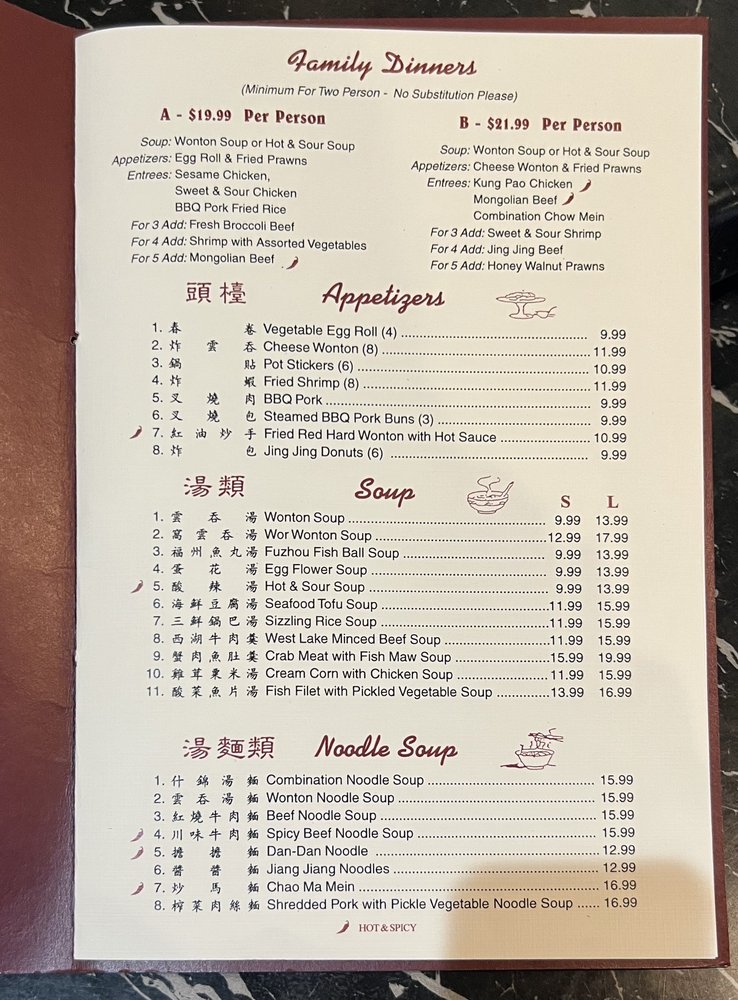 Family Dinners
(Minimum For Two Person - No Substitution Please)
A - $19.99 Per Person
Soup: Wonton Soup or Hot & Sour Soup
Appetizers: Egg Roll & Fried Prawns
Entrees: Sesame Chicken,
Sweet & Sour Chicken
BBQ Pork Fried Rice
For 3 Add: Fresh Broccoli Beef
For 4 Add: Shrimp with Assorted Vegetables
For 5 Add: Mongolian Beef
B - $21.99 Per Person
Soup: Wonton Soup or Hot & Sour Soup
Appetizers: Cheese Wonton & Fried Prawns
Entrees: Kung Pao Chicken
Mongolian Beef
Combination Chow Mein
For 3 Add: Sweet & Sour Shrimp
For 4 Add: Jing Jing Beef
For 5 Add: Honey Walnut Prawns
頭檯 Appetizers
1. 春卷 Vegetable Egg Roll (4) 9.99
2. 炸雲吞 Cheese Wonton (8) 11.99
3. 鍋貼 Pot Stickers (6) 10.99
4. 炸蝦 Fried Shrimp (8) 11.99
5. 叉燒肉 BBQ Pork 9.99
6. 叉燒包 Steamed BBQ Pork Buns (3) 9.99
7. 紅油炒手 Fried Red Hard Wonton with Hot Sauce 10.99
8. 炸包 Jing Jing Donuts (6) 9.99
湯類 Soup S L
1. 雲吞湯 Wonton Soup 9.99 13.99
2. 窩雲吞湯 Wor Wonton Soup 12.99 17.99
3. 福州魚丸湯 Fuzhou Fish Ball Soup 9.99 13.99
4. 蛋花湯 Egg Flower Soup 9.99 13.99
5. 酸辣湯 Hot & Sour Soup 9.99 13.99
6. 海鮮豆腐湯 Seafood Tofu Soup 11.99 15.99
7. 三鮮鍋巴湯 Sizzling Rice Soup 11.99 15.99
8. 西湖牛肉羹 West Lake Minced Beef Soup 11.99 15.99
9. 蟹肉魚肚羹 Crab Meat with Fish Maw Soup 15.99 19.99
10. 雞茸粟米湯 Cream Corn with Chicken Soup 11.99 15.99
11. 酸菜魚片湯 Fish Filet with Pickled Vegetable Soup 13.99 16.99
湯麵類 Noodle Soup
1. 什錦湯麵 Combination Noodle Soup 15.99
2. 雲吞湯麵 Wonton Noodle Soup 15.99
3. 紅燒牛肉麵 Beef Noodle Soup 15.99
4. 川味牛肉麵 Spicy Beef Noodle Soup 15.99
5. 擔擔麵 Dan-Dan Noodle 12.99
6. 醬醬麵 Jiang Jiang Noodles 12.99
7. 炒馬麵 Chao Ma Mein 16.99
8. 榨菜肉絲麵 Shredded Pork with Pickle Vegetable Noodle Soup 16.99
HOT & SPICY